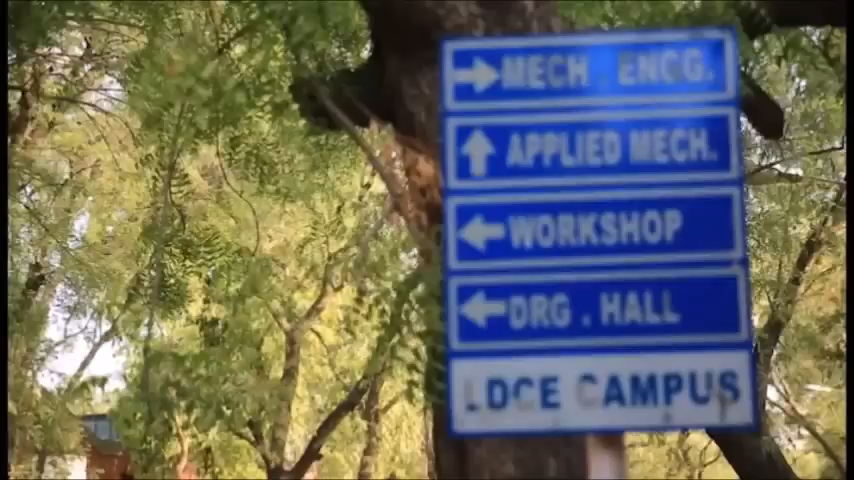 MECH . ENGG.
APPLIED MECH.
WORKSHOP
DRG . HALL
LDCE CAMPUS